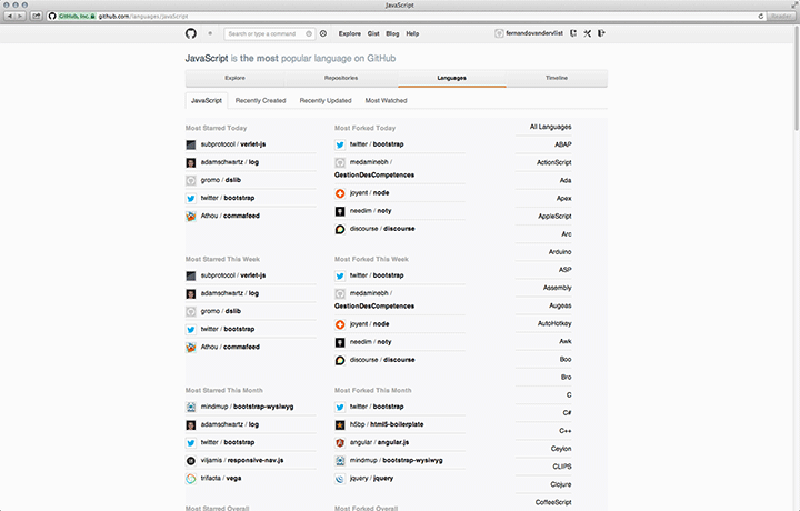 JavaScript
GitHub, Inc. github.com/languages/JavaScript
Reader
Search or type a command
Explore Gist Blog Help
fernandovandervlist
JavaScript is the most popular language on GitHub
Explore Repositories Languages Timeline
JavaScript Recently Created Recently Updated Most Watched
Most Starred Today
subprotocol / verlet-js
adamschwartz / log
gromo / dslib
twitter / bootstrap
Athou / commafeed
Most Forked Today
twitter / bootstrap
medaminebh /
GestionDesCompetences
joyent / node
needim / noty
discourse / discourse
Most Starred This Week
subprotocol / verlet-js
adamschwartz / log
gromo / dslib
twitter / bootstrap
Athou / commafeed
Most Forked This Week
twitter / bootstrap
medaminebh /
GestionDesCompetences
joyent / node
needim / noty
discourse / discourse
Most Starred This Month
mindmup / bootstrap-wysiwyg
adamschwartz / log
twitter / bootstrap
viljamis / responsive-nav.js
trifacta / vega
Most Forked This Month
twitter / bootstrap
h5bp / html5-boilerplate
angular / angular.js
mindmup / bootstrap-wysiwyg
jquery / jquery
Most Starred Overall
Most Forked Overall
All Languages
ABAP
ActionScript
Ada
Apex
AppleScript
Arc
Arduino
ASP
Assembly
Augeas
AutoHotkey
Awk
Boo
Bro
C
C#
C++
Ceylon
CLIPS
Clojure
CoffeeScript